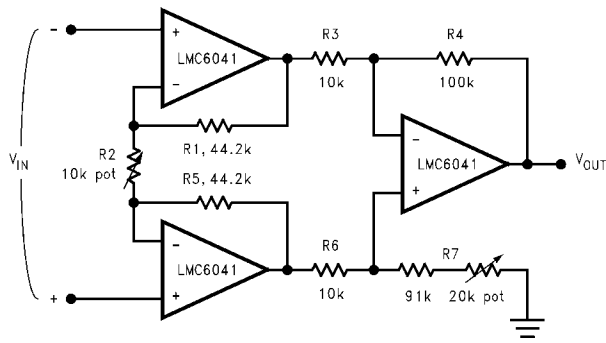 -
+
LMC6041
-
R3
10k
R4
100k
R1, 44.2k
V_IN
R2
10k pot
R5, 44.2k
-
LMC6041
+
-
LMC6041
+
V_OUT
R6
10k
R7
91k
20k pot
+